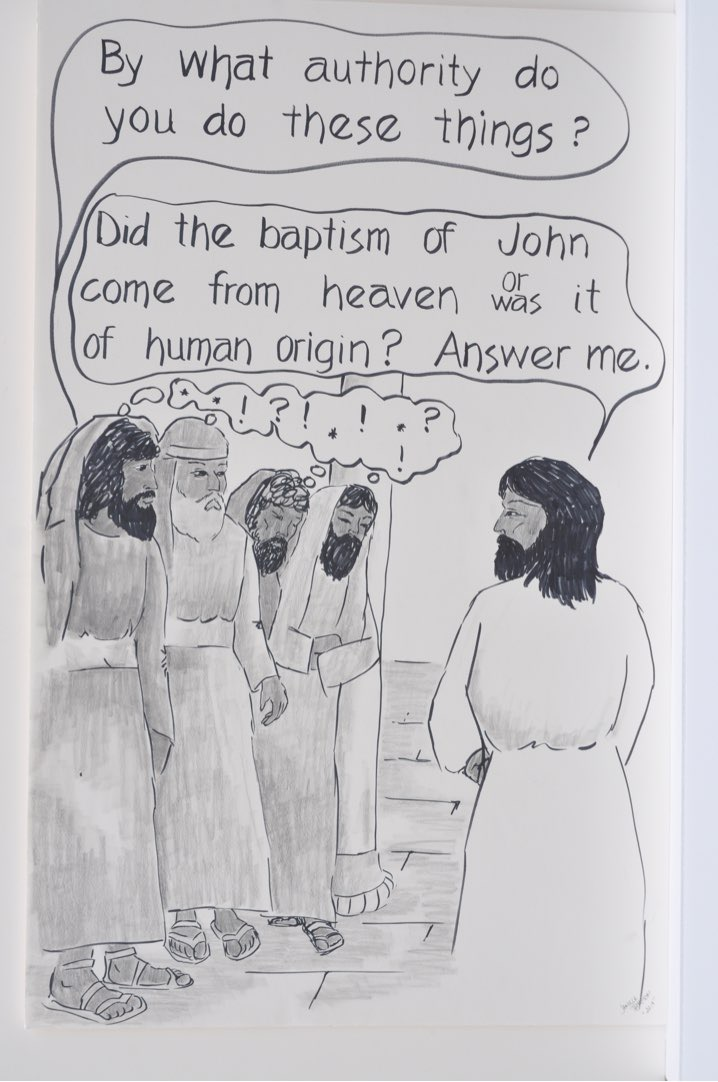 By what authority do
you do these things?
Did the baptism of John
come from heaven or was it
of human origin? Answer me.
* * ! ? ! * ! * ?
!